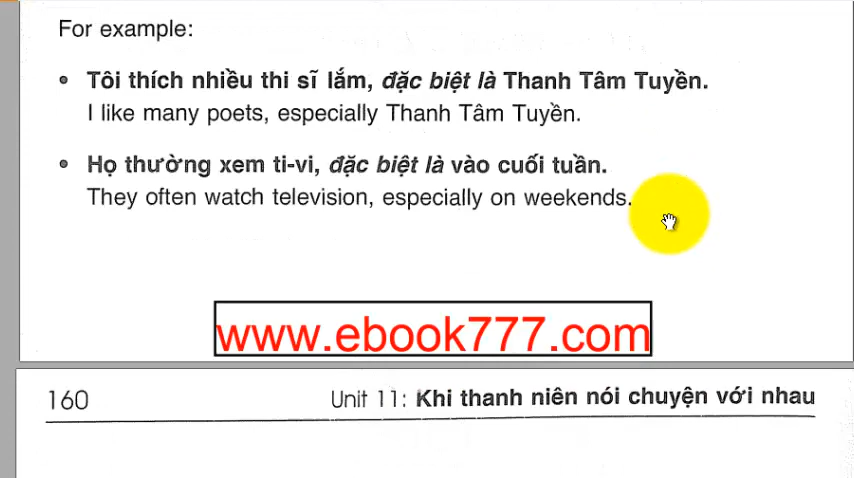 For example:
• Tôi thích nhiều thi sĩ lắm, đặc biệt là Thanh Tâm Tuyền.
I like many poets, especially Thanh Tâm Tuyền.
• Họ thường xem ti-vi, đặc biệt là vào cuối tuần.
They often watch television, especially on weekends.
www.ebook777.com
160 Unit 11: Khi thanh niên nói chuyện với nhau